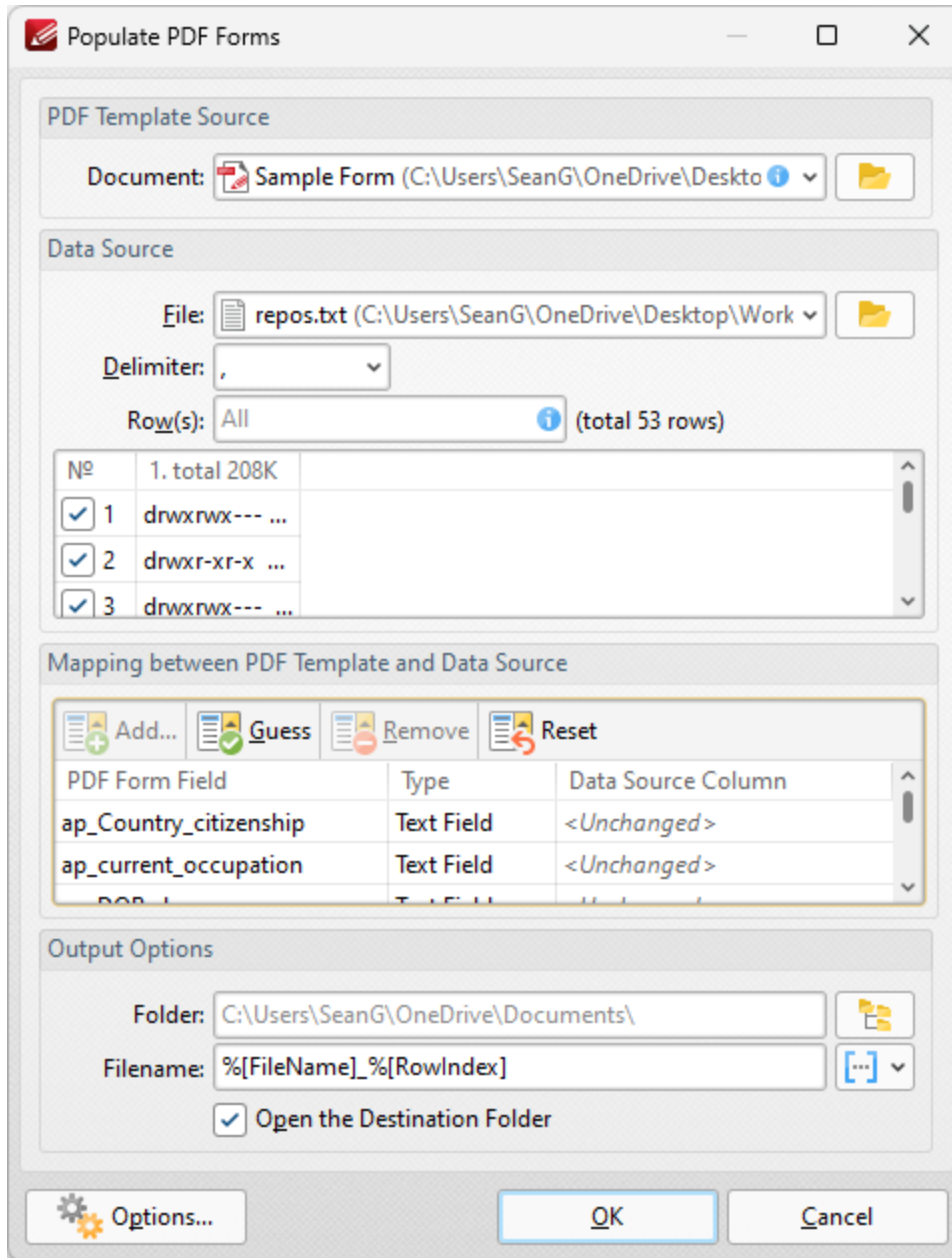 Populate PDF Forms
PDF Template Source
Document: Sample Form (C:\Users\SeanG\OneDrive\Deskto
Data Source
File: repos.txt (C:\Users\SeanG\OneDrive\Desktop\Work
Delimiter: ,
Row(s): All (total 53 rows)
Nº 1. total 208K
1 drwxrwx--- ...
2 drwxr-xr-x ...
3 drwxrwx--- ...
Mapping between PDF Template and Data Source
Add... Guess Remove Reset
PDF Form Field Type Data Source Column
ap_Country_citizenship Text Field <Unchanged>
ap_current_occupation Text Field <Unchanged>
Output Options
Folder: C:\Users\SeanG\OneDrive\Documents\
Filename: %[FileName]_%[RowIndex]
Open the Destination Folder
Options... OK Cancel